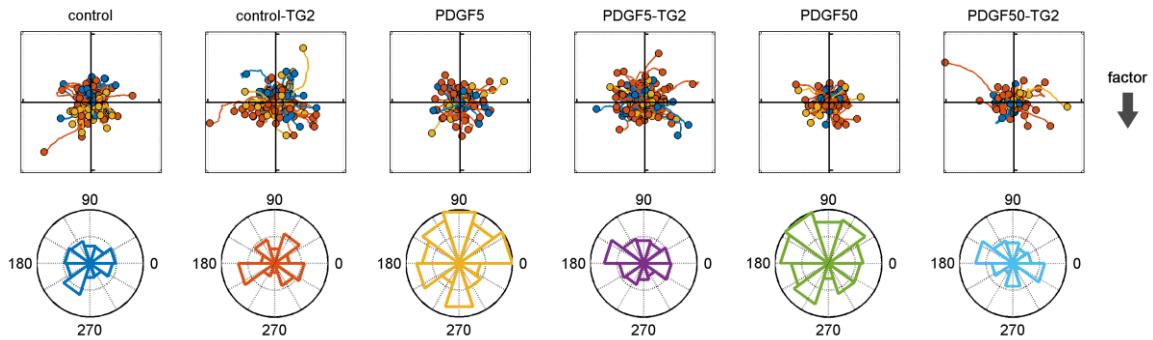 control control-TG2 PDGF5 PDGF5-TG2 PDGF50 PDGF50-TG2
factor
90 90 90 90 90 90
180 0 180 0 180 0 180 0 180 0 180 0
270 270 270 270 270 270